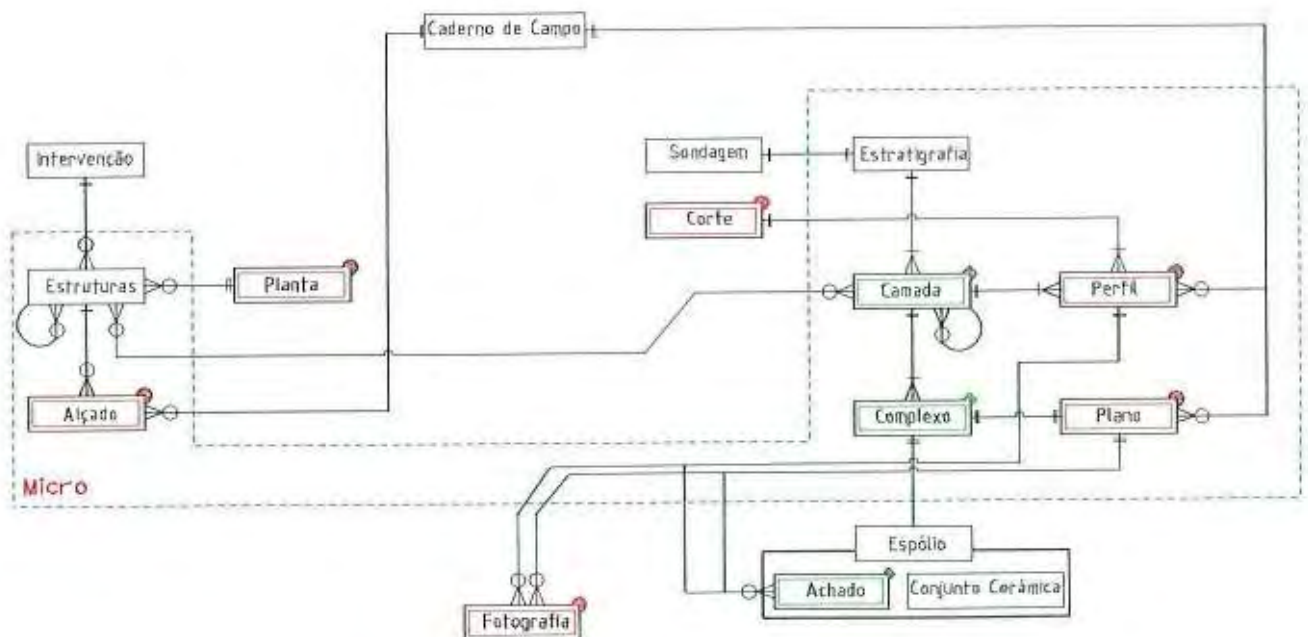 Caderno de Campo
Intervenção
Sondagem
Estratigrafia
Corte
Estruturas
Planta
Camada
Perfil
Alçado
Complexo
Plano
Micro
Espólio
Achado
Conjunto Cerâmica
Fotografia